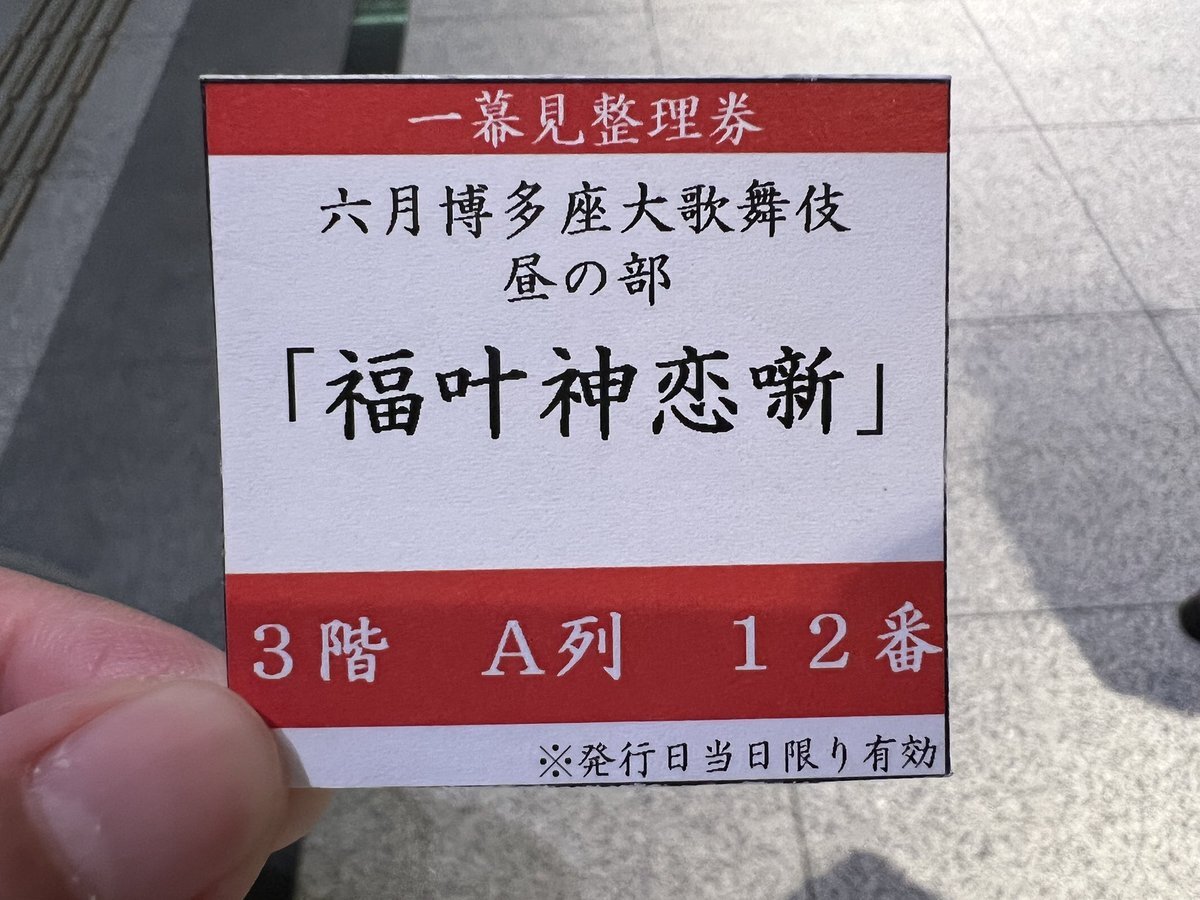 一幕見整理券
六月博多座大歌舞伎
昼の部
「福叶神恋噺」
3階 A列 12番
※発行日当日限り有効